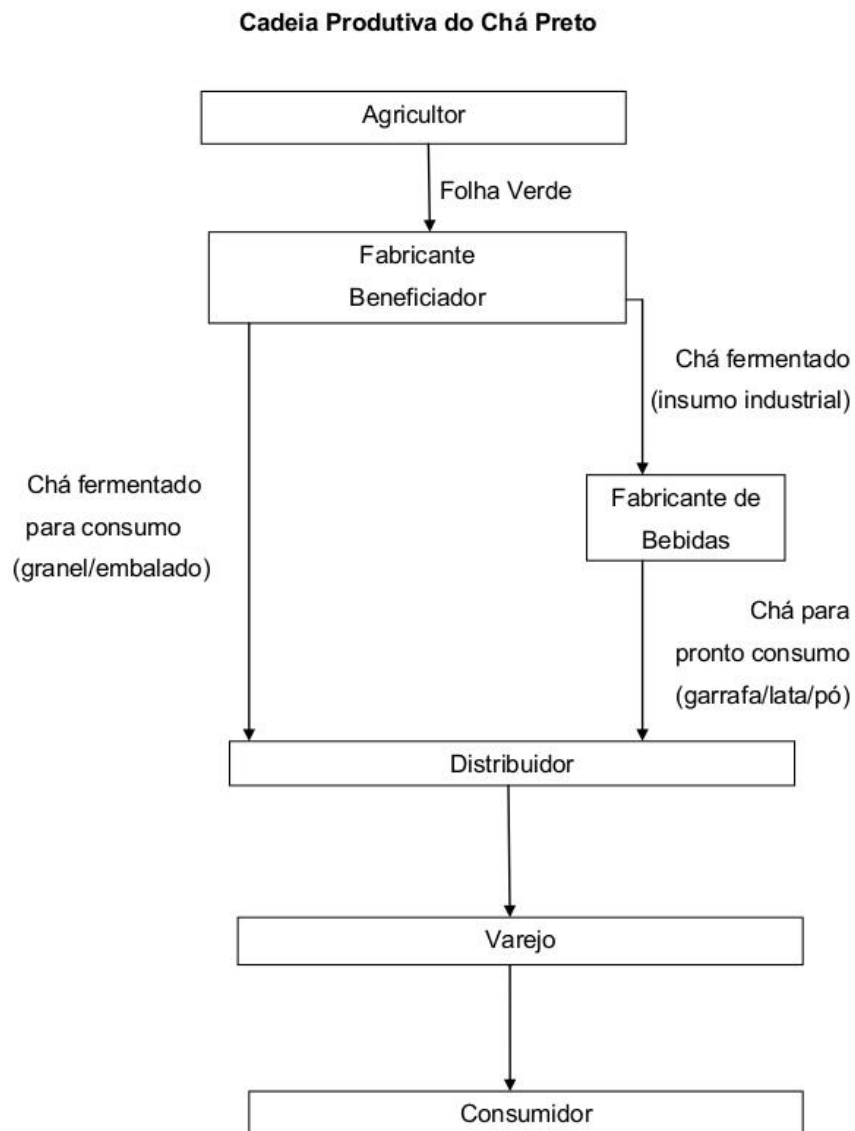 Cadeia Produtiva do Chá Preto
Agricultor
Folha Verde
Fabricante
Beneficiador
Chá fermentado
(insumo industrial)
Chá fermentado
para consumo
(granel/embalado)
Fabricante de
Bebidas
Chá para
pronto consumo
(garrafa/lata/pó)
Distribuidor
Varejo
Consumidor